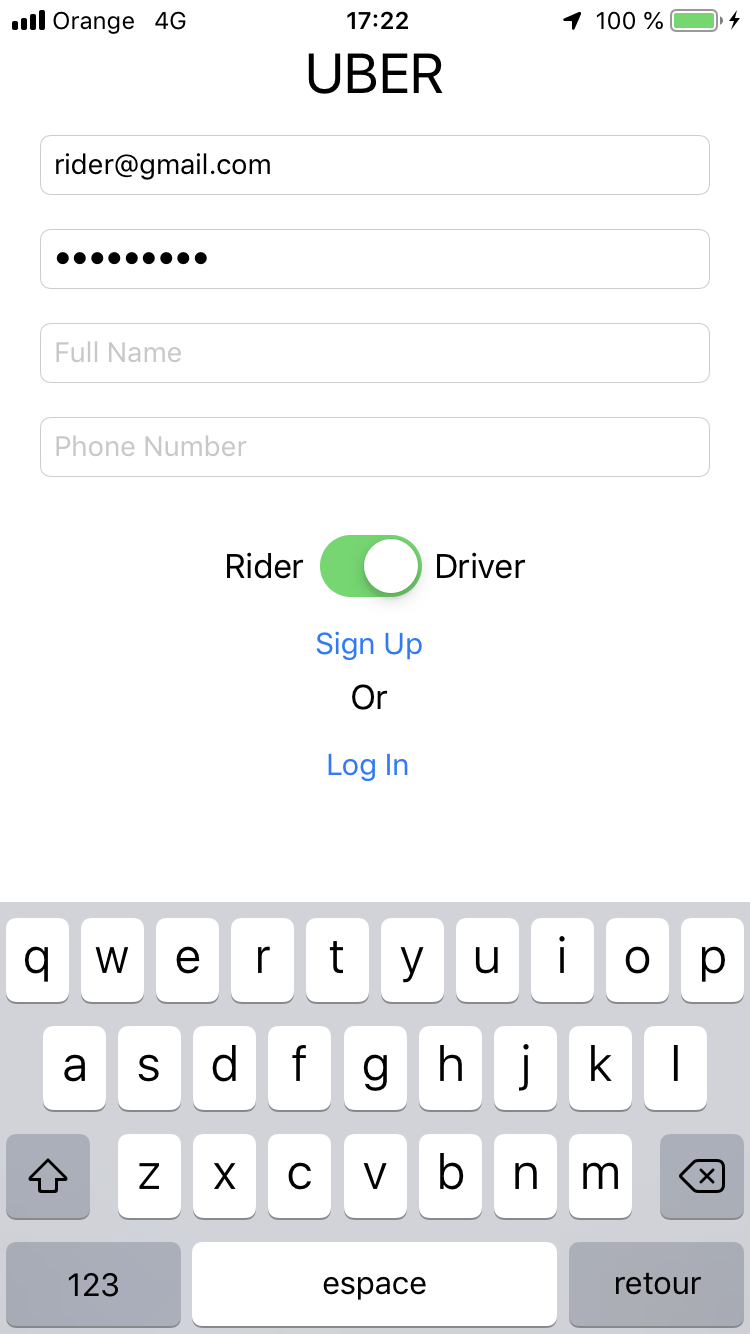 Orange 4G 17:22 100 %
UBER
rider@gmail.com
•••••••••
Full Name
Phone Number
Rider Driver
Sign Up
Or
Log In
q w e r t y u i o p
a s d f g h j k l
z x c v b n m
123 espace retour